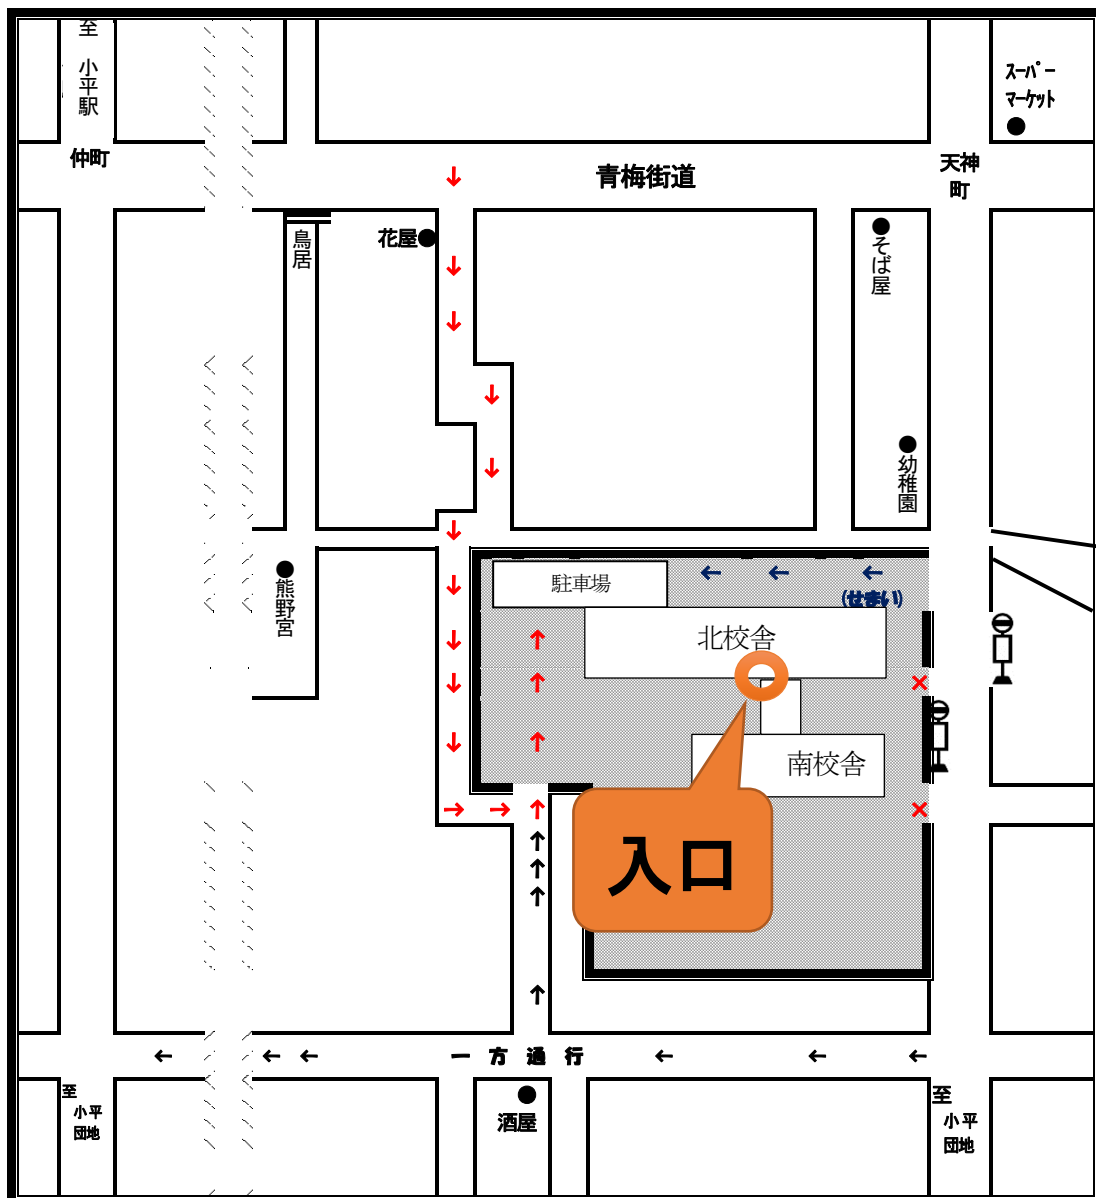 至 小平駅
スーパー
マーケット
仲町
青梅街道
天神
町
鳥居
花屋
そば屋
幼稚園
熊野宮
駐車場
(せまい)
北校舎
南校舎
入口
一方通行
至
小平
団地
酒屋
至
小平
団地